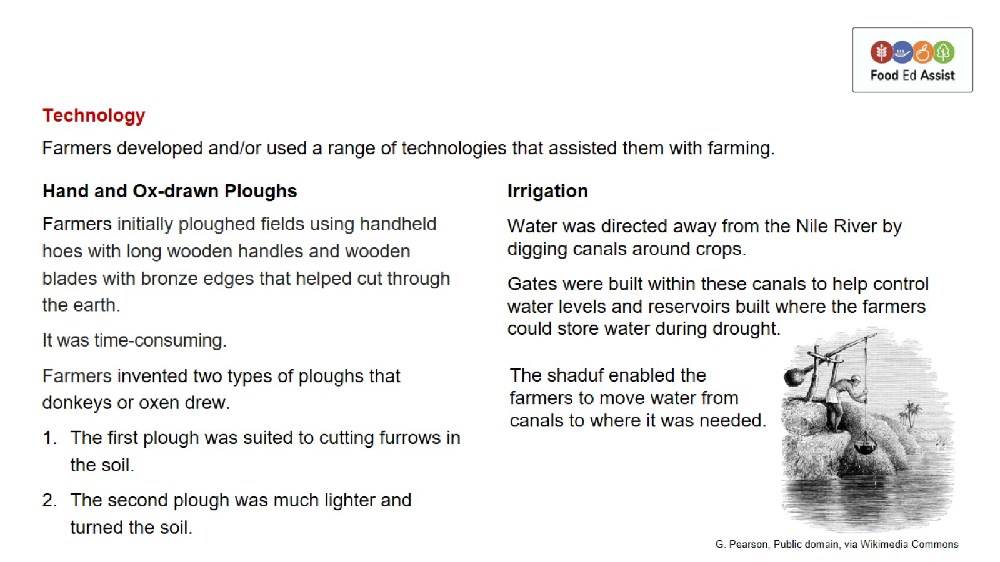 Food Ed Assist
Technology
Farmers developed and/or used a range of technologies that assisted them with farming.
Hand and Ox-drawn Ploughs
Farmers initially ploughed fields using handheld
hoes with long wooden handles and wooden
blades with bronze edges that helped cut through
the earth.
It was time-consuming.
Farmers invented two types of ploughs that
donkeys or oxen drew.
1. The first plough was suited to cutting furrows in
the soil.
2. The second plough was much lighter and
turned the soil.
Irrigation
Water was directed away from the Nile River by
digging canals around crops.
Gates were built within these canals to help control
water levels and reservoirs built where the farmers
could store water during drought.
The shaduf enabled the
farmers to move water from
canals to where it was needed.
G. Pearson, Public domain, via Wikimedia Commons